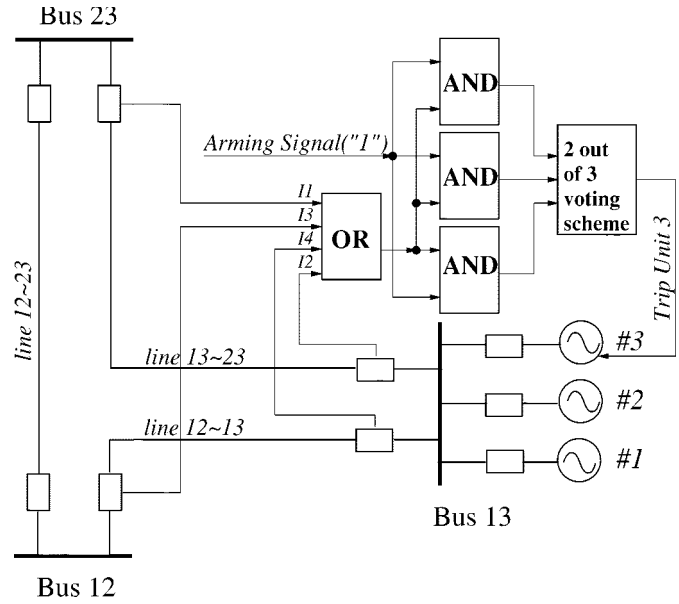 Bus 23
AND
Arming Signal("1")
AND
2 out
of 3
voting
scheme
I1
I3
I4
I2
OR
AND
Trip Unit 3
line 12~23
line 13~23
#3
#2
line 12~13
#1
Bus 13
Bus 12